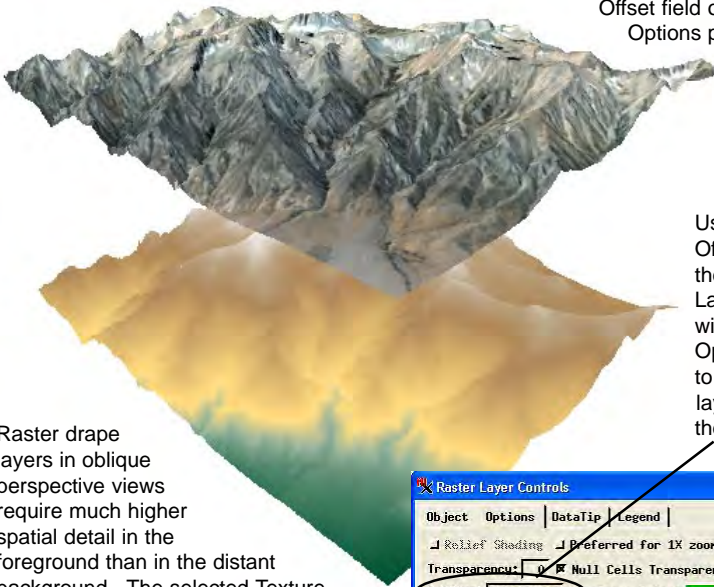 Offset field o
Options p
Us
Of
the
La
wi
Op
to
lay
the
Raster drape
layers in oblique
perspective views
require much higher
spatial detail in the
foreground than in the distant
background. The selected Texture
Raster Layer Controls
Object Options DataTip Legend
Relief Shading Preferred for 1X zoom
Transparency: 0 Null Cells Transparen